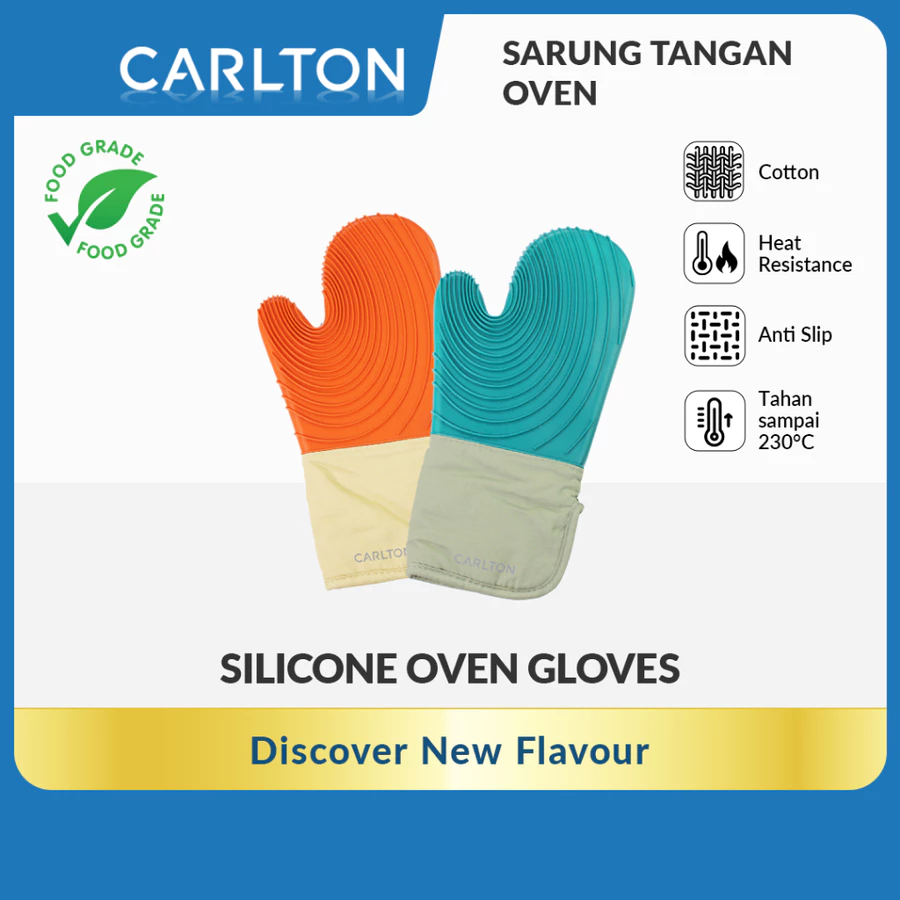 CARLTON
SARUNG TANGAN
OVEN
FOOD GRADE
FOOD GRADE
Cotton
Heat
Resistance
Anti Slip
Tahan
sampai
230°C
CARLTON
CARLTON
SILICONE OVEN GLOVES
Discover New Flavour